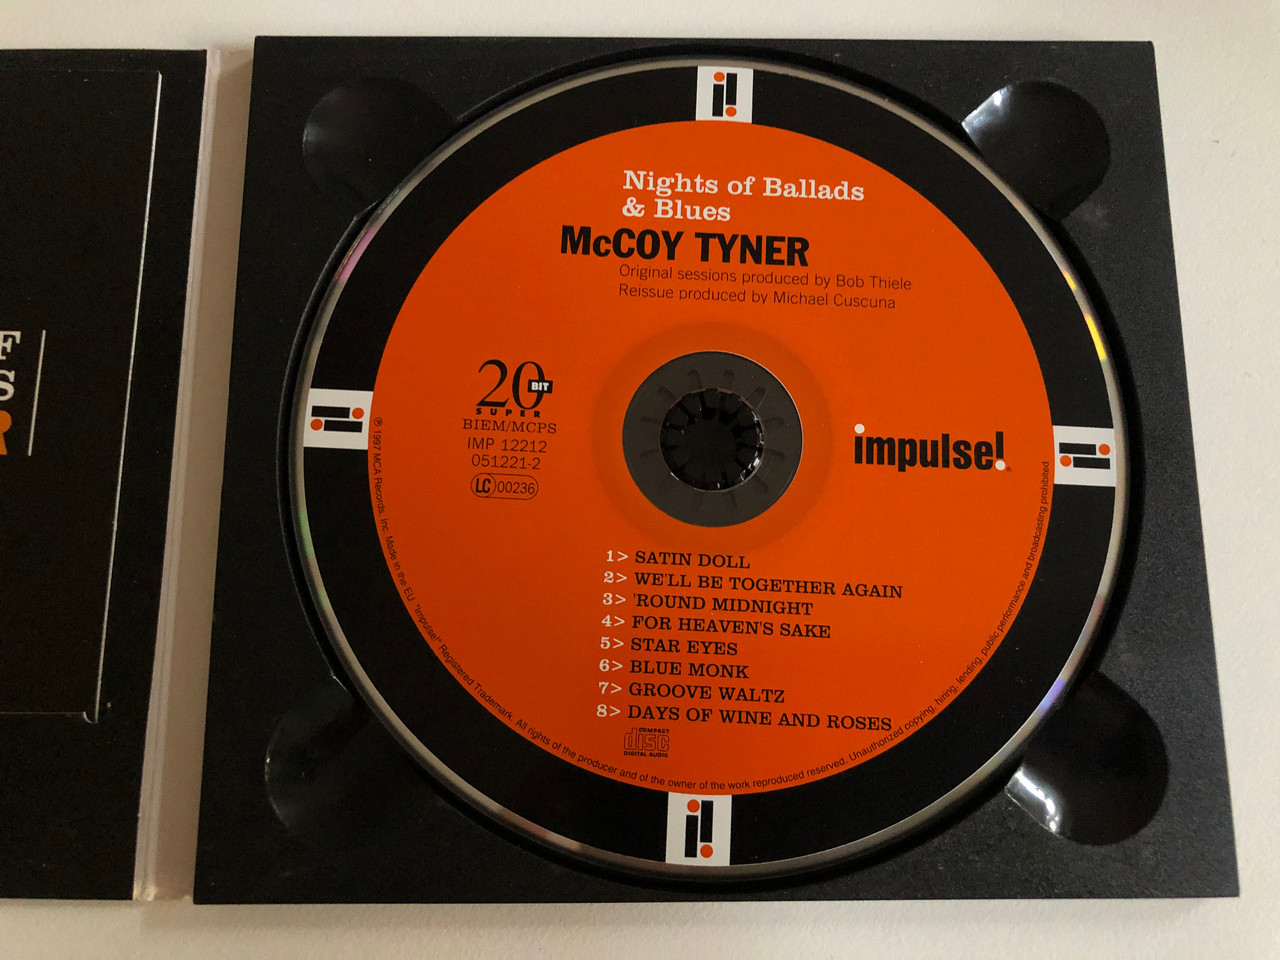 F
S
R
Nights of Ballads
& Blues
McCOY TYNER
Original sessions produced by Bob Thiele
Reissue produced by Michael Cuscuna
20 BIT
SUPER
BIEM/MCPS
IMP 12212
051221-2
LC 00236
impulse!®
1> SATIN DOLL
2> WE'LL BE TOGETHER AGAIN
3> 'ROUND MIDNIGHT
4> FOR HEAVEN'S SAKE
5> STAR EYES
6> BLUE MONK
7> GROOVE WALTZ
8> DAYS OF WINE AND ROSES
COMPACT
disc
DIGITAL AUDIO
℗ 1997 MCA Records, Inc. Made in the EU. "Impulse!" Registered Trademark. All rights of the producer and of the owner of the work reproduced reserved. Unauthorized copying, hiring, lending, public performance and broadcasting prohibited